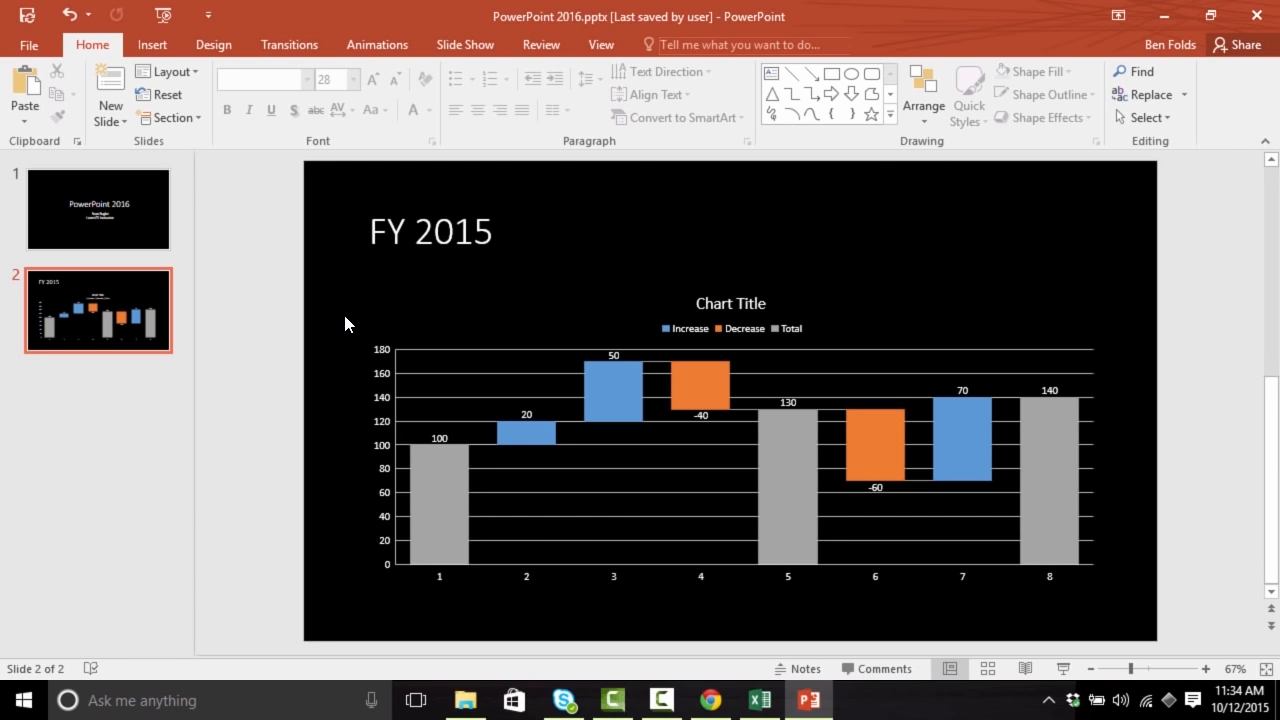 PowerPoint 2016.pptx [Last saved by user] - PowerPoint
File Home Insert Design Transitions Animations Slide Show Review View Tell me what you want to do... Ben Folds Share
Paste
Clipboard
New Slide
Layout
Reset
Section
Slides
28
B I U S abc AV Aa A
Font
Text Direction
Align Text
Convert to SmartArt
Paragraph
Arrange
Quick Styles
Shape Fill
Shape Outline
Shape Effects
Drawing
Find
Replace
Select
Editing
1
PowerPoint 2016
2
FY 2015
FY 2015
Chart Title
Increase Decrease Total
180
160
140
120
100
80
60
40
20
0
100
20
50
-40
130
-60
70
140
1 2 3 4 5 6 7 8
Slide 2 of 2
Notes Comments 67%
Ask me anything
11:34 AM
10/12/2015